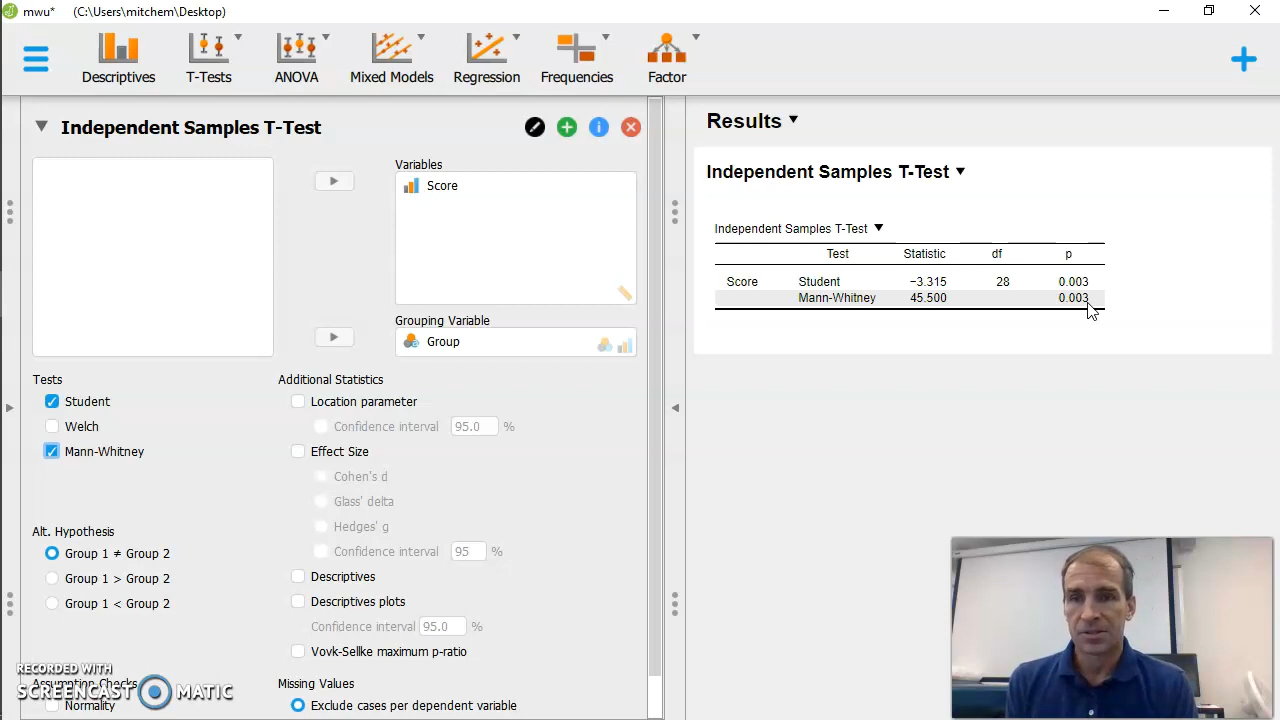 mwu* (C:\Users\mitchem\Desktop)
Descriptives T-Tests ANOVA Mixed Models Regression Frequencies Factor
Independent Samples T-Test
Variables
Score
Grouping Variable
Group
Tests
Student
Welch
Mann-Whitney
Alt. Hypothesis
Group 1 ≠ Group 2
Group 1 > Group 2
Group 1 < Group 2
Assumption Checks
Normality
Additional Statistics
Location parameter
Confidence interval 95.0 %
Effect Size
Cohen's d
Glass' delta
Hedges' g
Confidence interval 95 %
Descriptives
Descriptives plots
Confidence interval 95.0 %
Vovk-Sellke maximum p-ratio
Missing Values
Exclude cases per dependent variable
RECORDED WITH
SCREENCAST MATIC
Results
Independent Samples T-Test
Independent Samples T-Test
Test Statistic df p
Score Student −3.315 28 0.003
Mann-Whitney 45.500 0.003